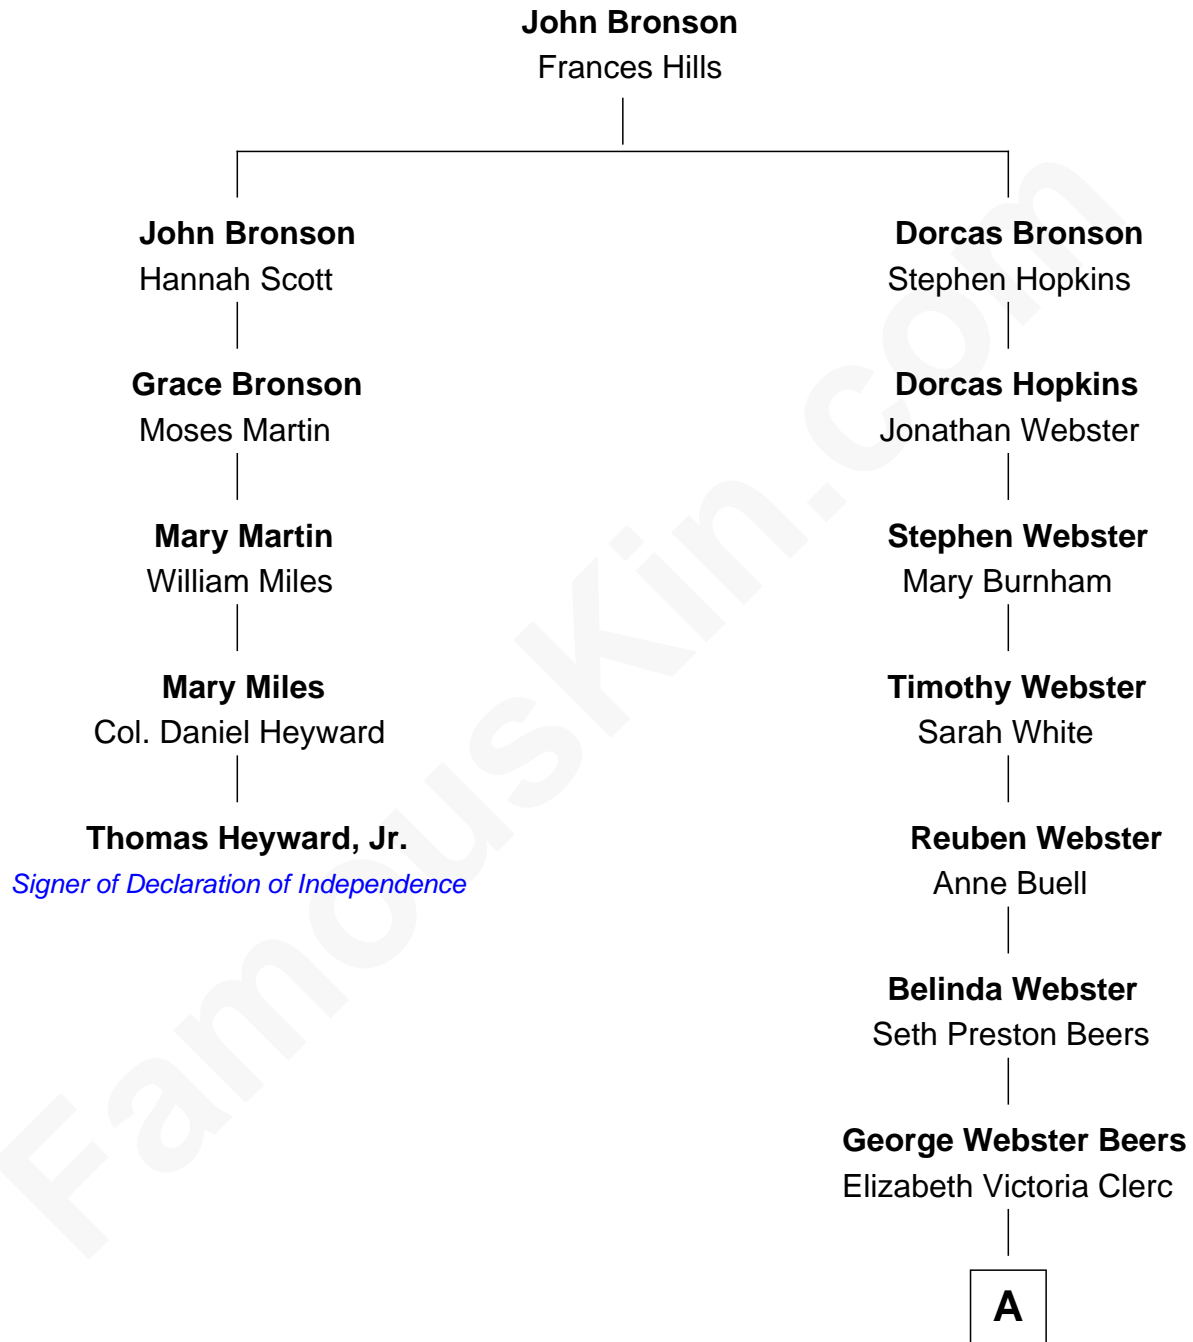 John Bronson
Frances Hills
John Bronson
Hannah Scott
Dorcas Bronson
Stephen Hopkins
Grace Bronson
Moses Martin
Dorcas Hopkins
Jonathan Webster
Mary Martin
William Miles
Stephen Webster
Mary Burnham
Mary Miles
Col. Daniel Heyward
Timothy Webster
Sarah White
Thomas Heyward, Jr.
Signer of Declaration of Independence
Reuben Webster
Anne Buell
Belinda Webster
Seth Preston Beers
George Webster Beers
Elizabeth Victoria Clerc
A
FamousKin.com